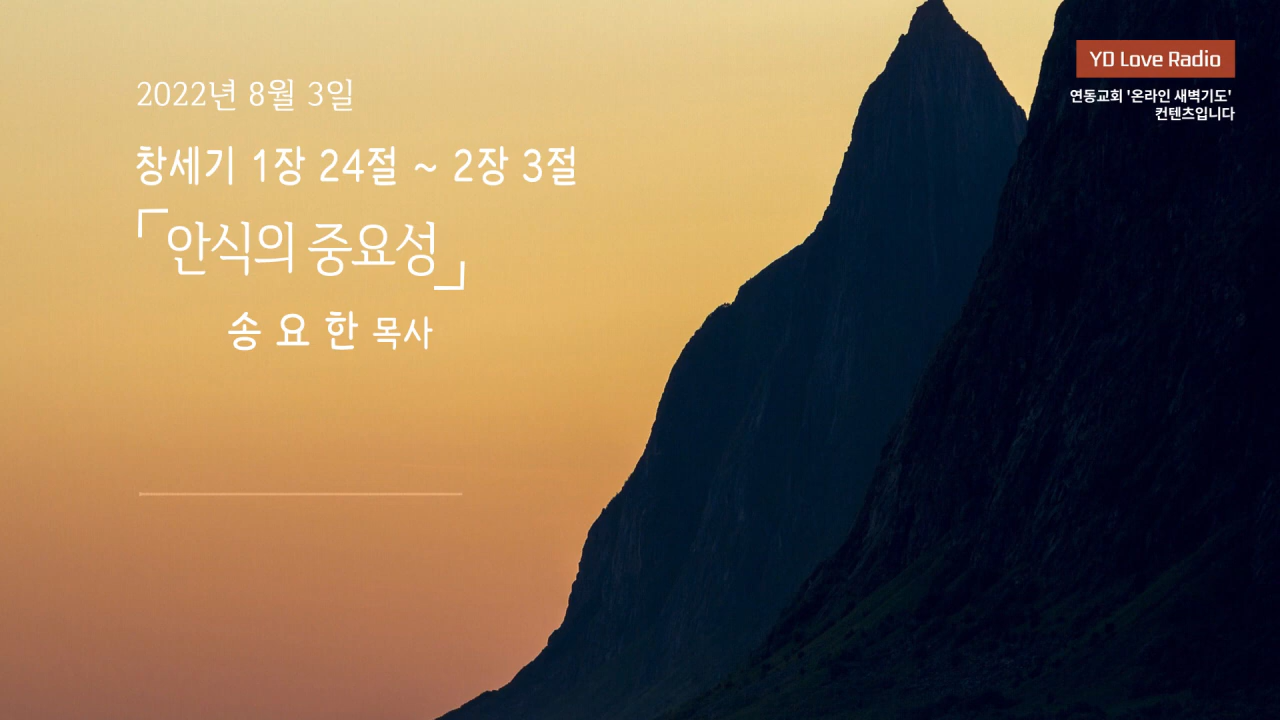 2022년 8월 3일
창세기 1장 24절 ~ 2장 3절
「안식의 중요성」
송 요 한 목사
YD Love Radio
연동교회 '온라인 새벽기도'
컨텐츠입니다